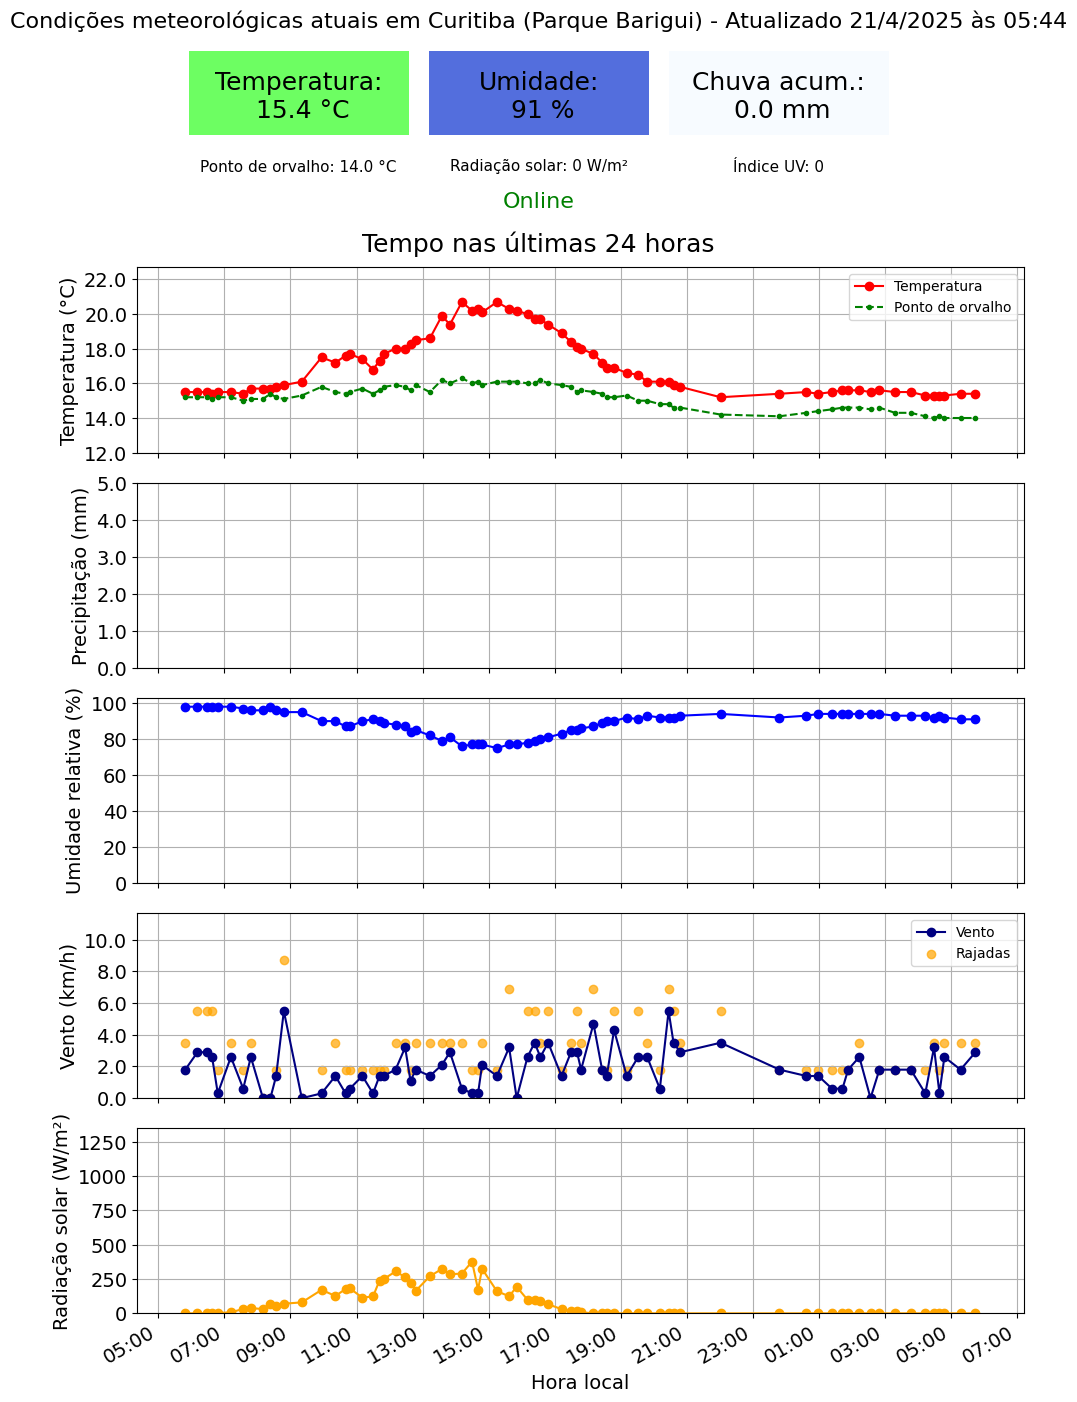 Condições meteorológicas atuais em Curitiba (Parque Barigui) - Atualizado 21/4/2025 às 05:44
Temperatura:
15.4 °C
Umidade:
91 %
Chuva acum.:
0.0 mm
Ponto de orvalho: 14.0 °C
Radiação solar: 0 W/m²
Índice UV: 0
Online
Tempo nas últimas 24 horas
Temperatura (°C)
22.0
20.0
18.0
16.0
14.0
12.0
Temperatura
Ponto de orvalho
Precipitação (mm)
5.0
4.0
3.0
2.0
1.0
0.0
Umidade relativa (%)
100
80
60
40
20
0
Vento (km/h)
10.0
8.0
6.0
4.0
2.0
0.0
Vento
Rajadas
Radiação solar (W/m²)
1250
1000
750
500
250
0
05:00
07:00
09:00
11:00
13:00
15:00
17:00
19:00
21:00
23:00
01:00
03:00
05:00
07:00
Hora local